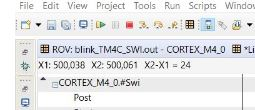 File Edit View Project Tools Run Scripts Window
ROV: blink_TM4C_SWI.out - CORTEX_M4_0 *Li
X1: 500,038 X2: 500,061 X2-X1 = 24
CORTEX_M4_0.#Swi
Post